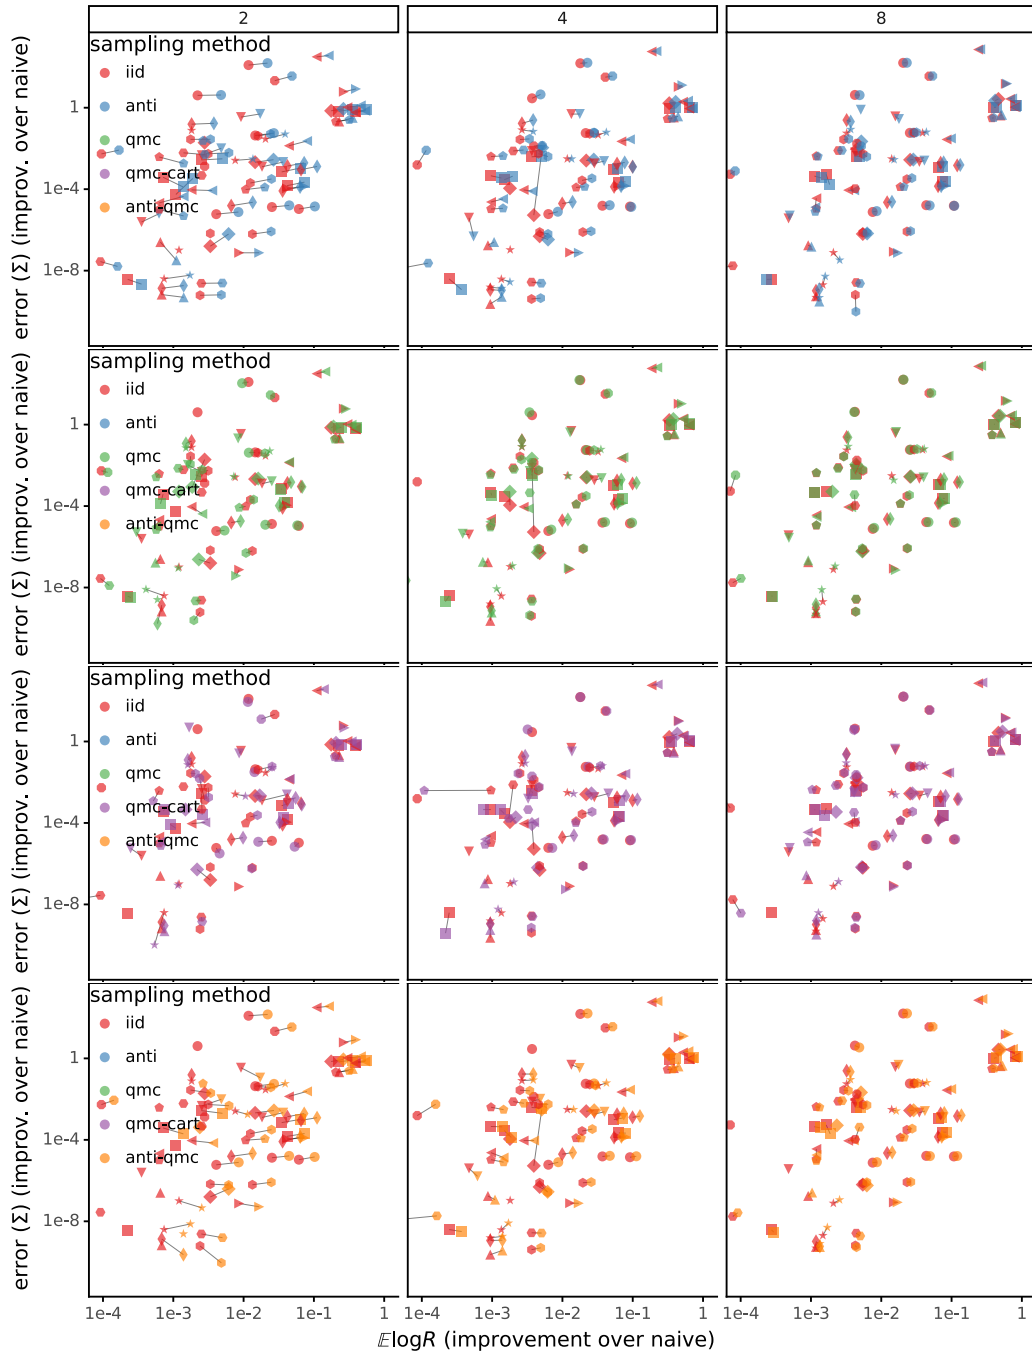 2 4 8
error (Σ) (improv. over naive)
sampling method
iid
anti
qmc
qmc-cart
anti-qmc
1
1e-4
1e-8
error (Σ) (improv. over naive)
sampling method
iid
anti
qmc
qmc-cart
anti-qmc
1
1e-4
1e-8
error (Σ) (improv. over naive)
sampling method
iid
anti
qmc
qmc-cart
anti-qmc
1
1e-4
1e-8
error (Σ) (improv. over naive)
sampling method
iid
anti
qmc
qmc-cart
anti-qmc
1
1e-4
1e-8
1e-4 1e-3 1e-2 1e-1 1 1e-4 1e-3 1e-2 1e-1 1 1e-4 1e-3 1e-2 1e-1 1
𝔼logR (improvement over naive)